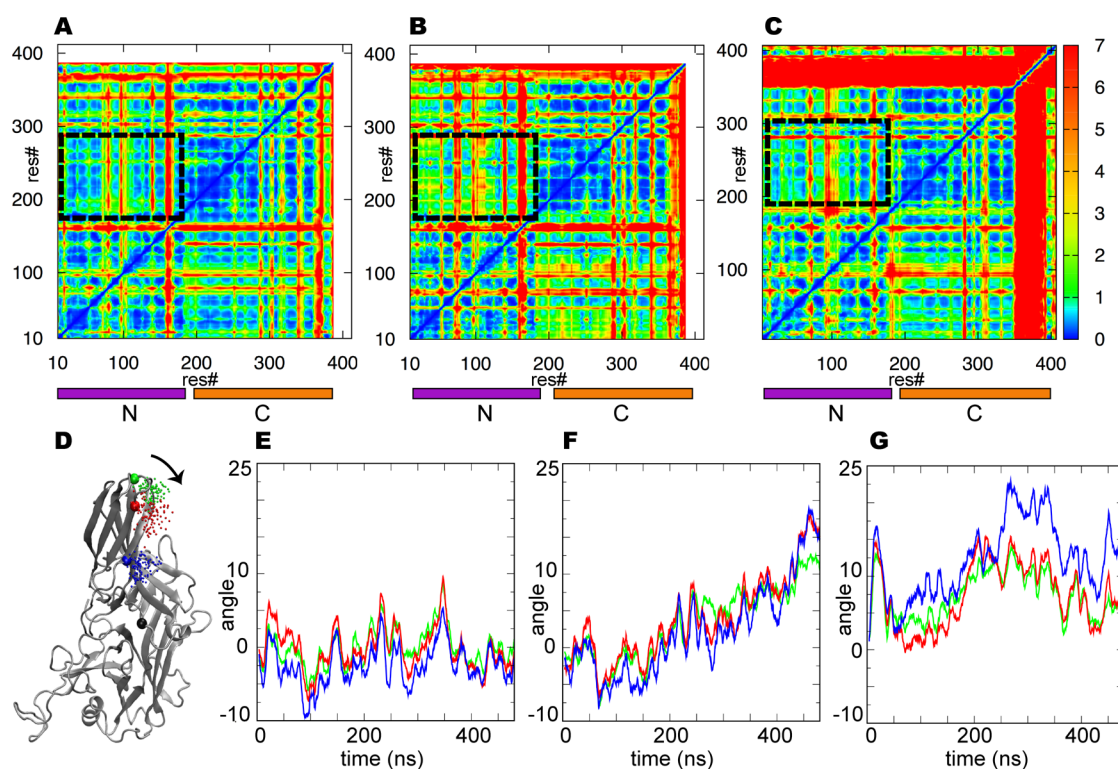 A B C
400 400 400 7
6
300 300 300 5
res# res# res# 4
200 200 200 3
100 100 100 2
1
10 10 0
10 100 200 300 400 10 100 200 300 400 100 200 300 400
res# res# res#
N C N C N C
D E F G
25 25 25
angle angle angle
10 10 10
0 0 0
-10 -10 -10
0 200 400 0 200 400 0 200 400
time (ns) time (ns) time (ns)